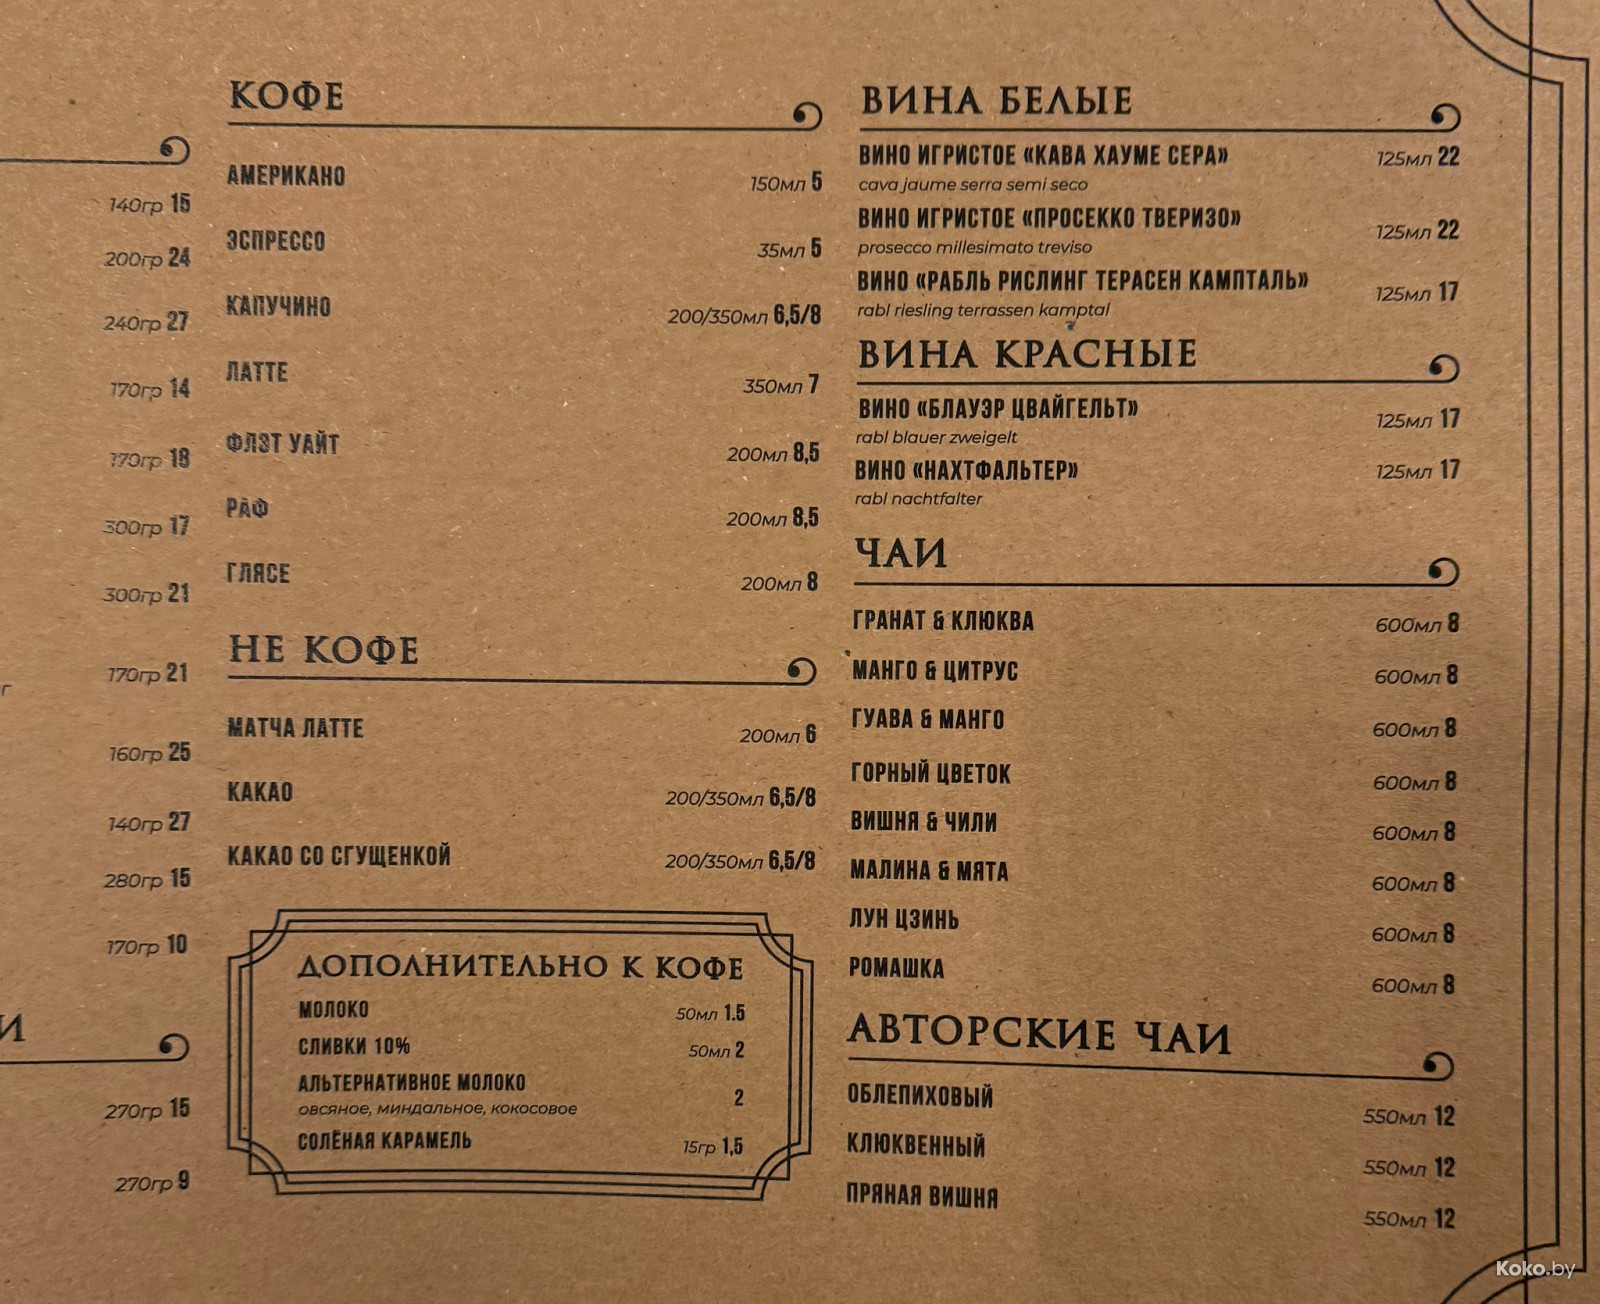 140гр 15
200гр 24
240гр 27
170гр 14
170гр 18
300гр 17
300гр 21
170гр 21
г
160гр 25
140гр 27
280гр 15
170гр 10
И
270гр 15
270гр 9
КОФЕ
АМЕРИКАНО 150мл 5
ЭСПРЕССО 35мл 5
КАПУЧИНО 200/350мл 6,5/8
ЛАТТЕ 350мл 7
ФЛЭТ УАЙТ 200мл 8,5
РАФ 200мл 8,5
ГЛЯСЕ 200мл 8
НЕ КОФЕ
МАТЧА ЛАТТЕ 200мл 6
КАКАО 200/350мл 6,5/8
КАКАО СО СГУЩЕНКОЙ 200/350мл 6,5/8
ДОПОЛНИТЕЛЬНО К КОФЕ
МОЛОКО 50мл 1.5
СЛИВКИ 10% 50мл 2
АЛЬТЕРНАТИВНОЕ МОЛОКО 2
овсяное, миндальное, кокосовое
СОЛЁНАЯ КАРАМЕЛЬ 15гр 1,5
ВИНА БЕЛЫЕ
ВИНО ИГРИСТОЕ «КАВА ХАУМЕ СЕРА» 125мл 22
cava jaume serra semi seco
ВИНО ИГРИСТОЕ «ПРОСЕККО ТВЕРИЗО» 125мл 22
prosecco millesimato treviso
ВИНО «РАБЛЬ РИСЛИНГ ТЕРАСЕН КАМПТАЛЬ» 125мл 17
rabl riesling terrassen kamptal
ВИНА КРАСНЫЕ
ВИНО «БЛАУЭР ЦВАЙГЕЛЬТ» 125мл 17
rabl blauer zweigelt
ВИНО «НАХТФАЛЬТЕР» 125мл 17
rabl nachtfalter
ЧАИ
ГРАНАТ & КЛЮКВА 600мл 8
МАНГО & ЦИТРУС 600мл 8
ГУАВА & МАНГО 600мл 8
ГОРНЫЙ ЦВЕТОК 600мл 8
ВИШНЯ & ЧИЛИ 600мл 8
МАЛИНА & МЯТА 600мл 8
ЛУН ЦЗИНЬ 600мл 8
РОМАШКА 600мл 8
АВТОРСКИЕ ЧАИ
ОБЛЕПИХОВЫЙ 550мл 12
КЛЮКВЕННЫЙ 550мл 12
ПРЯНАЯ ВИШНЯ 550мл 12
Koko.by